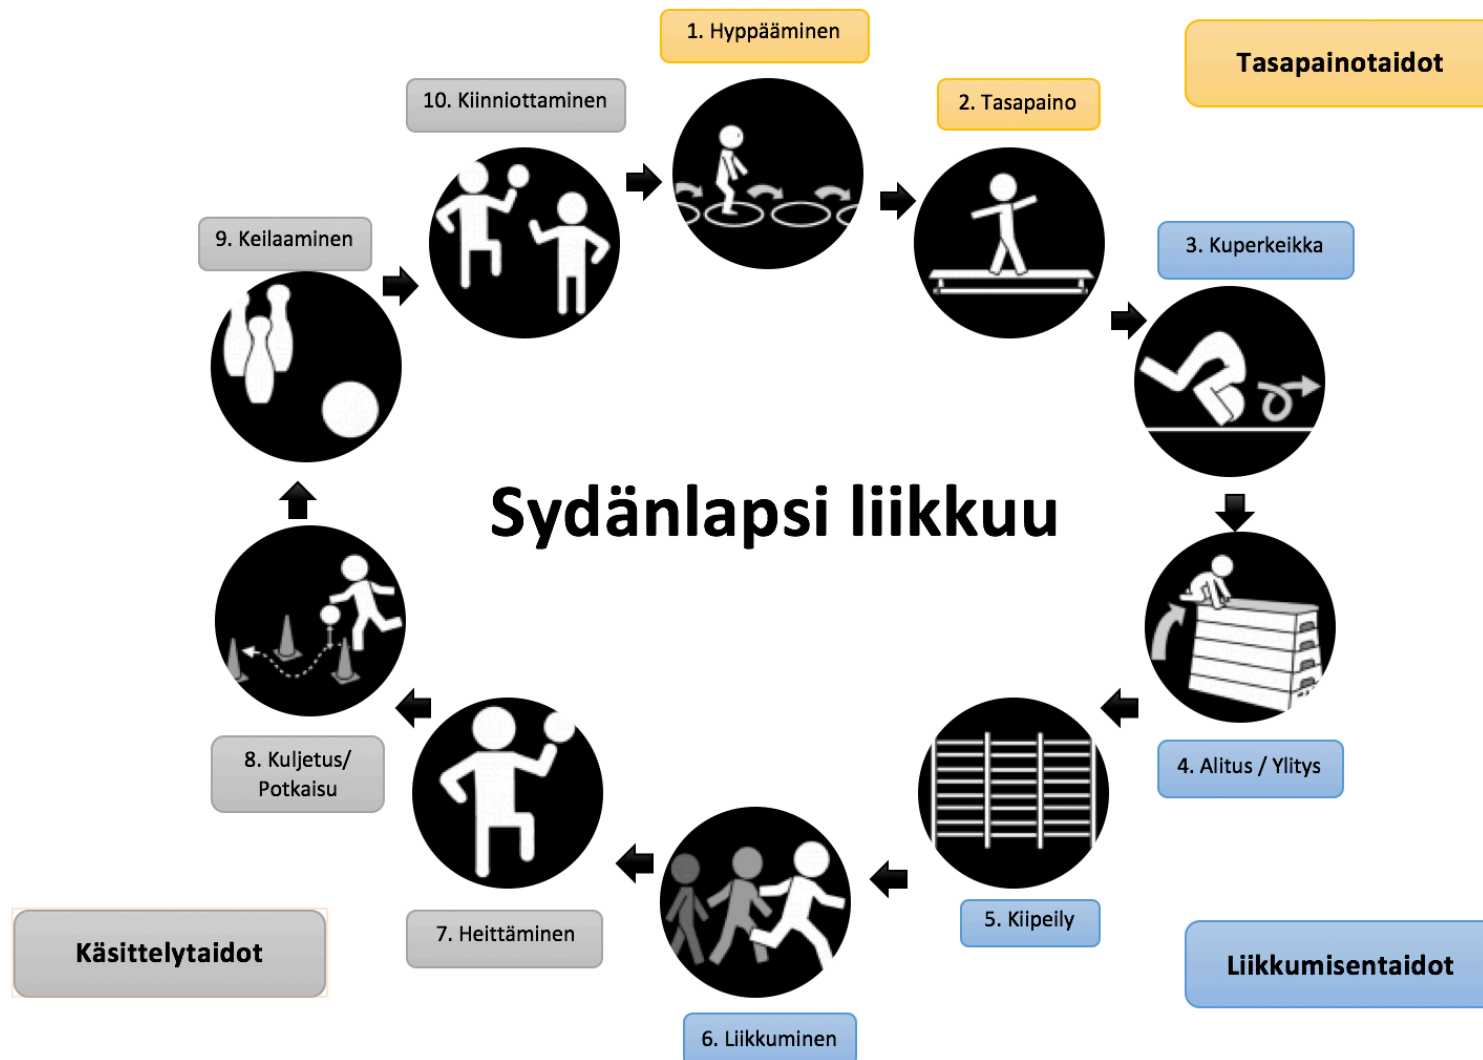 1. Hyppääminen
Tasapainotaidot
10. Kiinniottaminen
2. Tasapaino
9. Keilaaminen
3. Kuperkeikka
Sydänlapsi liikkuu
8. Kuljetus/
Potkaisu
4. Alitus / Ylitys
7. Heittäminen
5. Kiipeily
Käsittelytaidot
Liikkumisentaidot
6. Liikkuminen